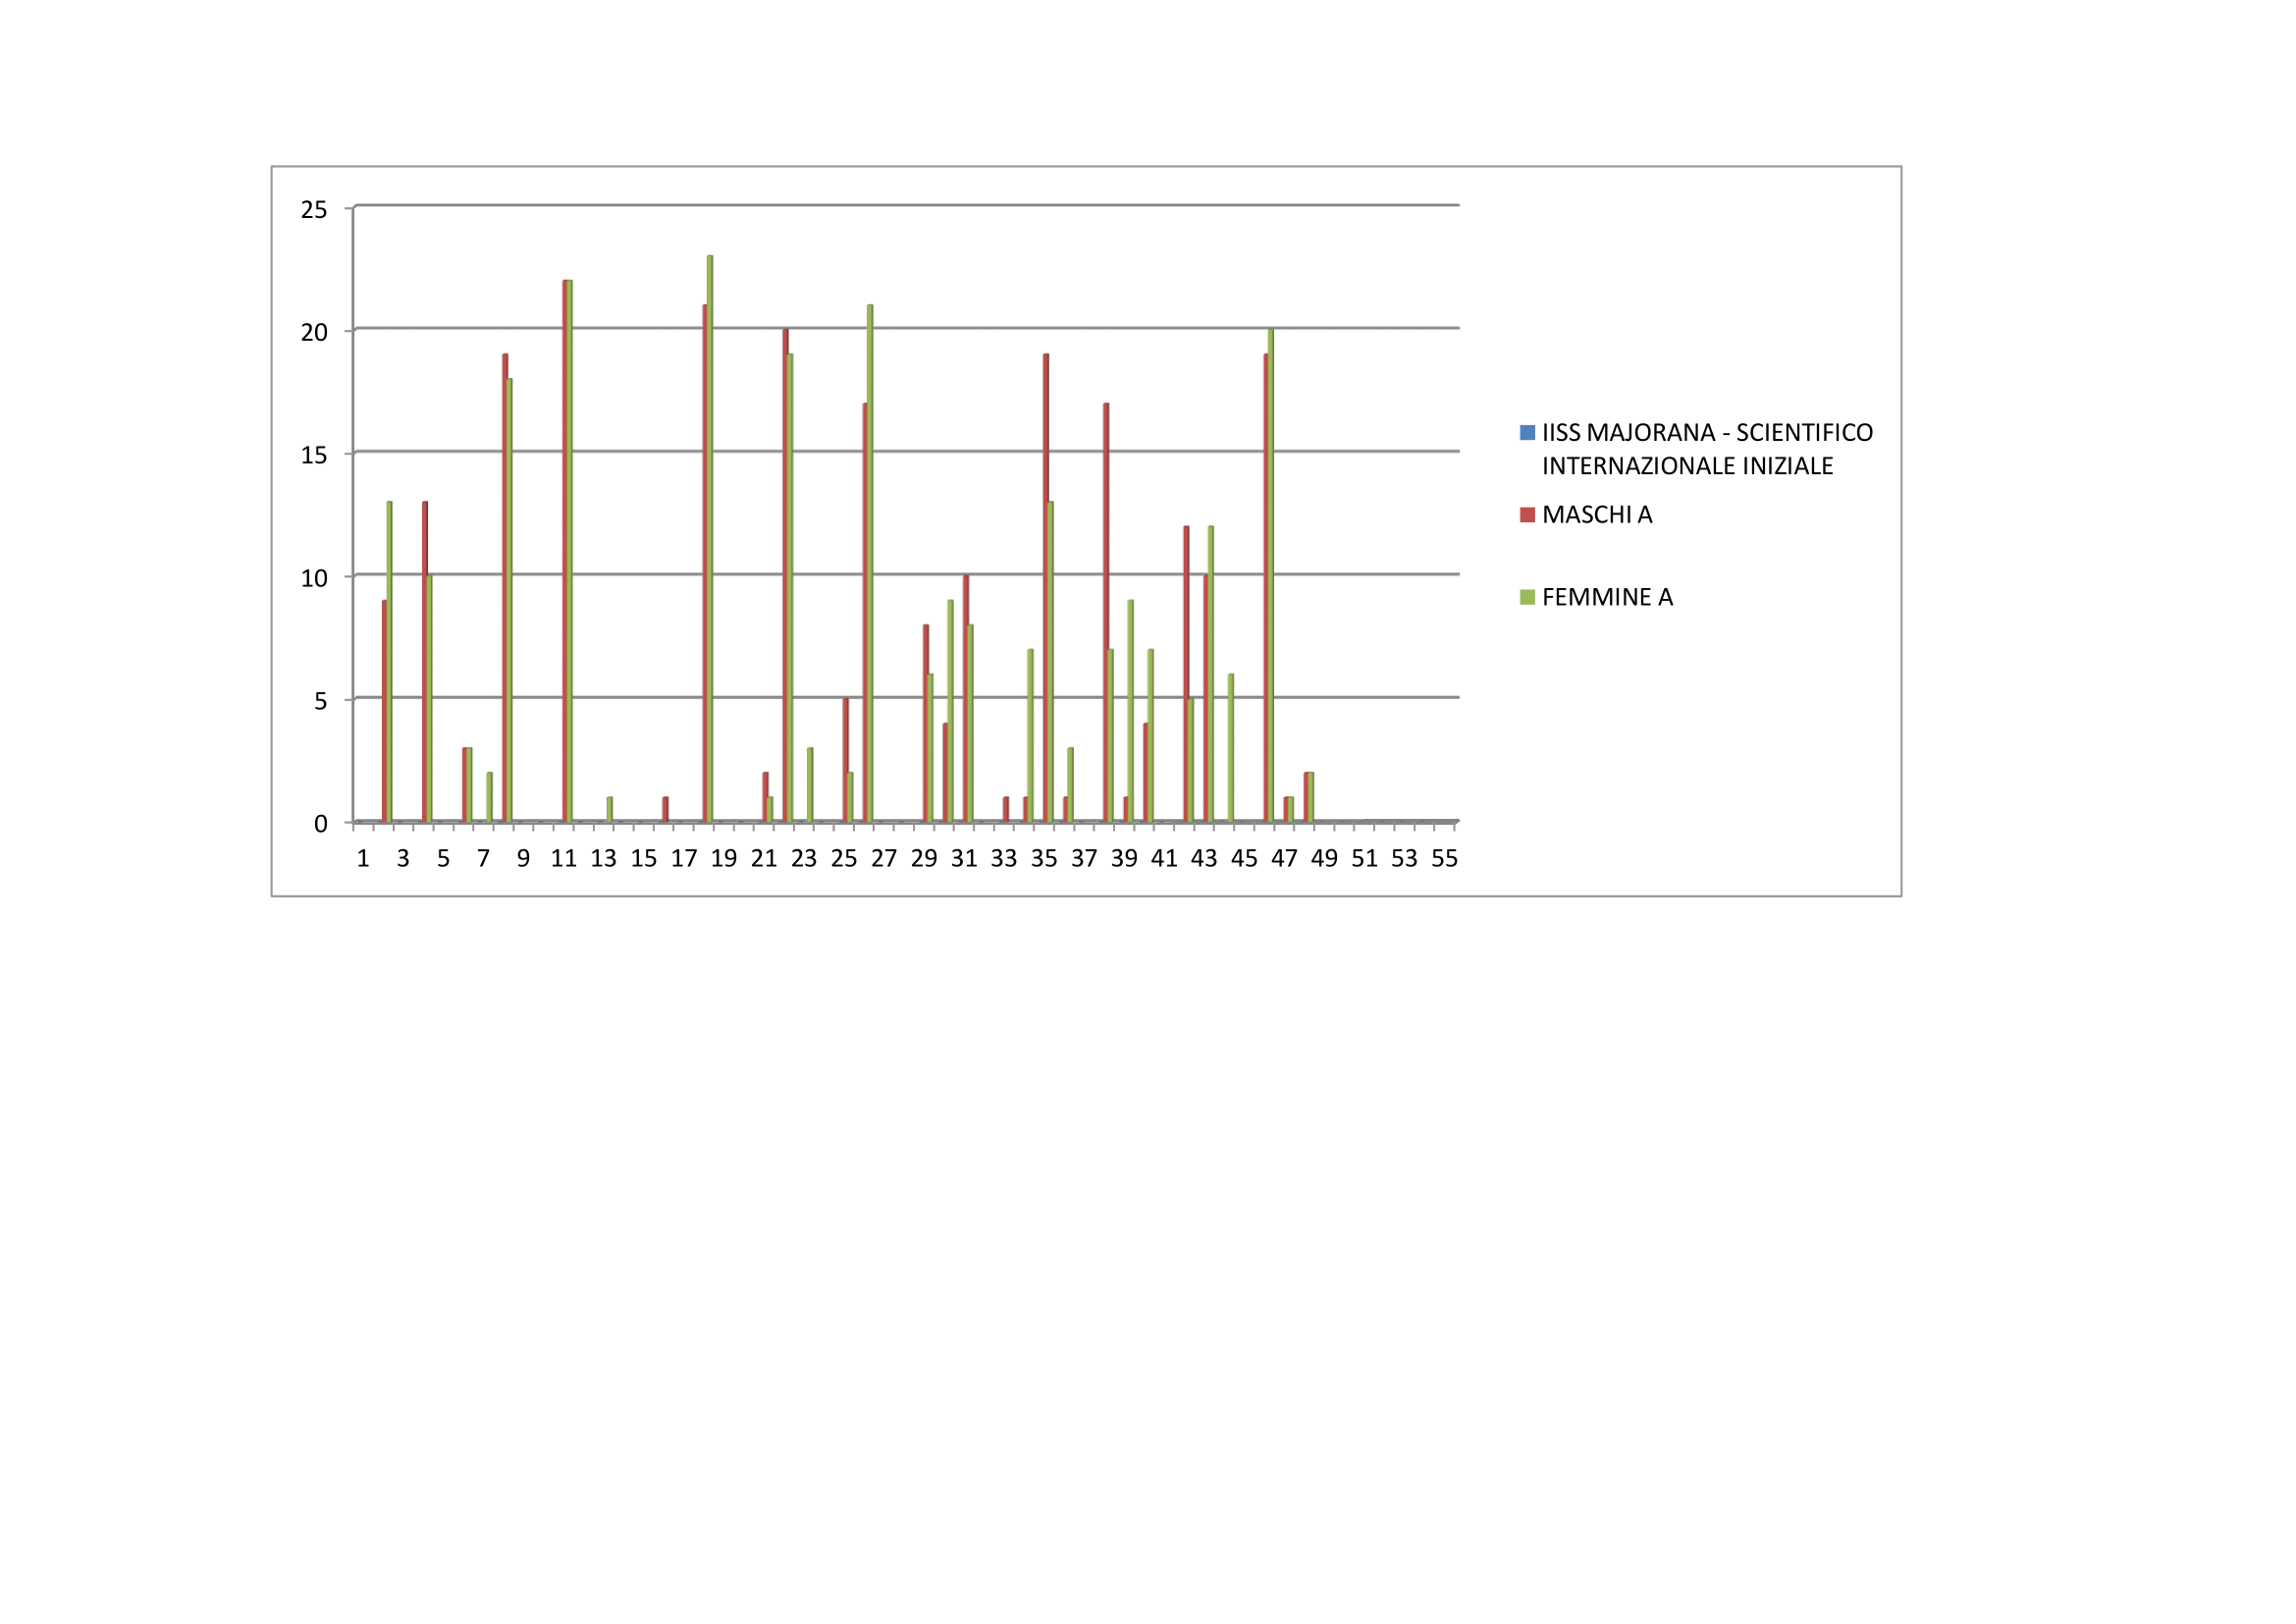 25
20
15
10
5
0
1 3 5 7 9 11 13 15 17 19 21 23 25 27 29 31 33 35 37 39 41 43 45 47 49 51 53 55
IISS MAJORANA - SCIENTIFICO
INTERNAZIONALE INIZIALE
MASCHI A
FEMMINE A